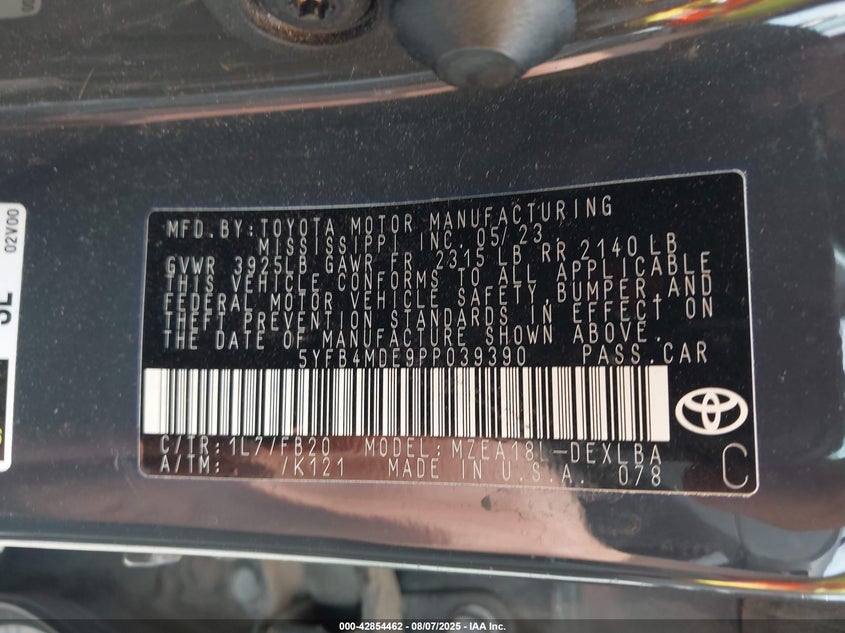 MFD.BY:TOYOTA MOTOR MANUFACTURING
MISSISSIPPI INC. 05/23
GVWR 3925LB GAWR FR 2315 LB RR 2140LB
THIS VEHICLE CONFORMS TO ALL APPLICABLE
FEDERAL MOTOR VEHICLE SAFETY,BUMPER,AND
THEFT PREVENTION STANDARDS IN EFFECT ON
THE DATE OF MANUFACTURE SHOWN ABOVE.
5YFB4MDE9PP039390 PASS.CAR
C/TR:1L7/FB20 MODEL:MZEA18L-DEXLBA
A/TM: /K121 MADE IN U.S.A. 078
C
02V00
000-42854462 - 08/07/2025 - IAA Inc.